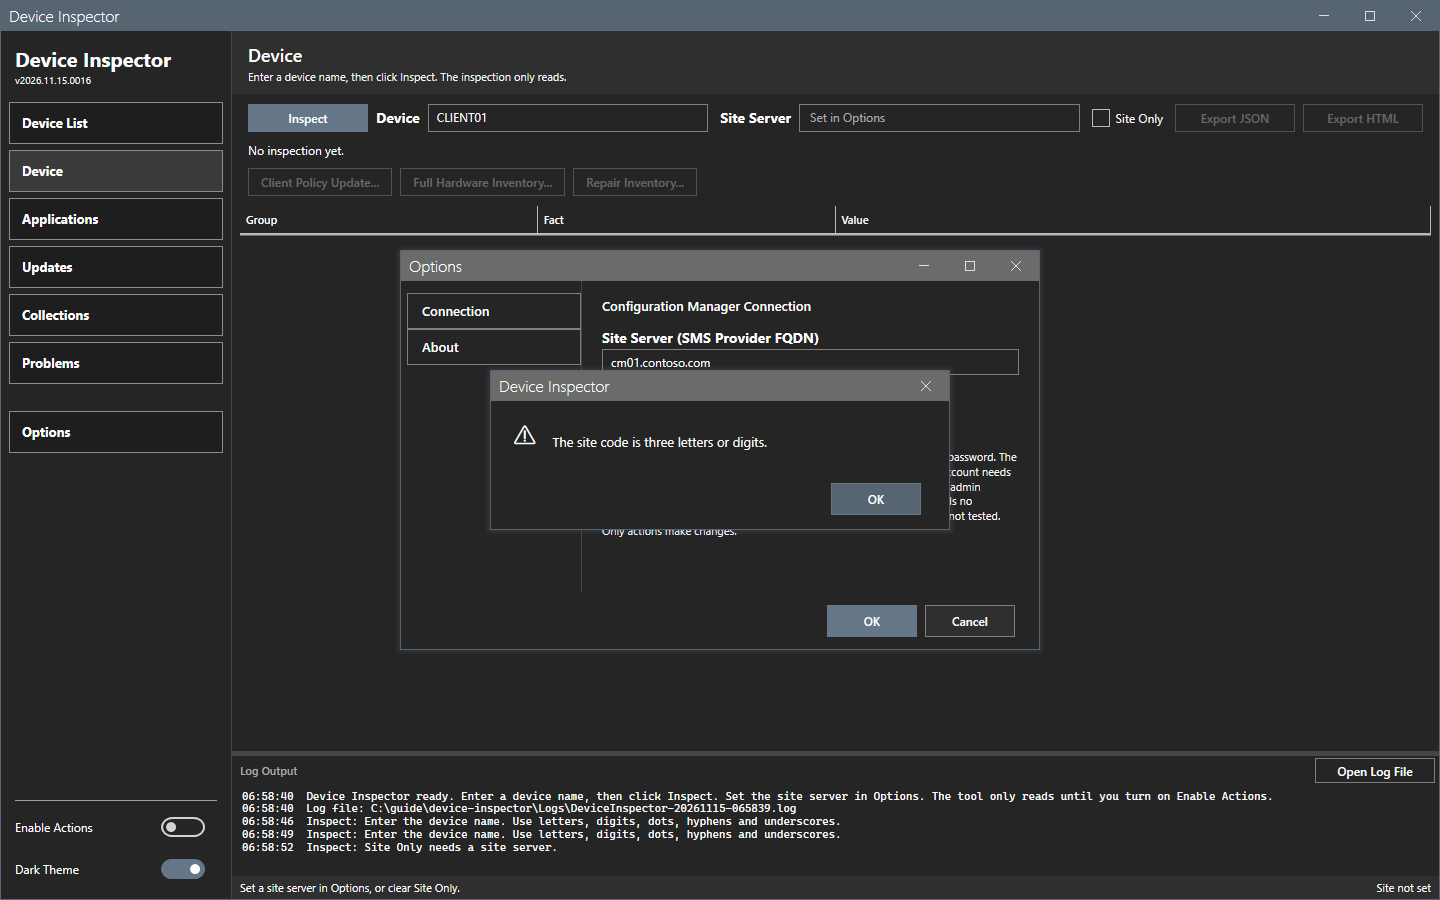 Device Inspector
Device Inspector
v2026.11.15.0016
Device List
Device
Applications
Updates
Collections
Problems
Options
Enable Actions
Dark Theme
Device
Enter a device name, then click Inspect. The inspection only reads.
Inspect
Device
CLIENT01
Site Server
Set in Options
Site Only
Export JSON
Export HTML
No inspection yet.
Client Policy Update...
Full Hardware Inventory...
Repair Inventory...
Group
Fact
Value
Options
Connection
About
Configuration Manager Connection
Site Server (SMS Provider FQDN)
cm01.contoso.com
Device Inspector
The site code is three letters or digits.
OK
password. The
count needs
admin
ls no
not tested.
Only actions make changes.
OK
Cancel
Log Output
Open Log File
06:58:40 Device Inspector ready. Enter a device name, then click Inspect. Set the site server in Options. The tool only reads until you turn on Enable Actions.
06:58:40 Log file: C:\guide\device-inspector\Logs\DeviceInspector-20261115-065839.log
06:58:46 Inspect: Enter the device name. Use letters, digits, dots, hyphens and underscores.
06:58:49 Inspect: Enter the device name. Use letters, digits, dots, hyphens and underscores.
06:58:52 Inspect: Site Only needs a site server.
Set a site server in Options, or clear Site Only.
Site not set